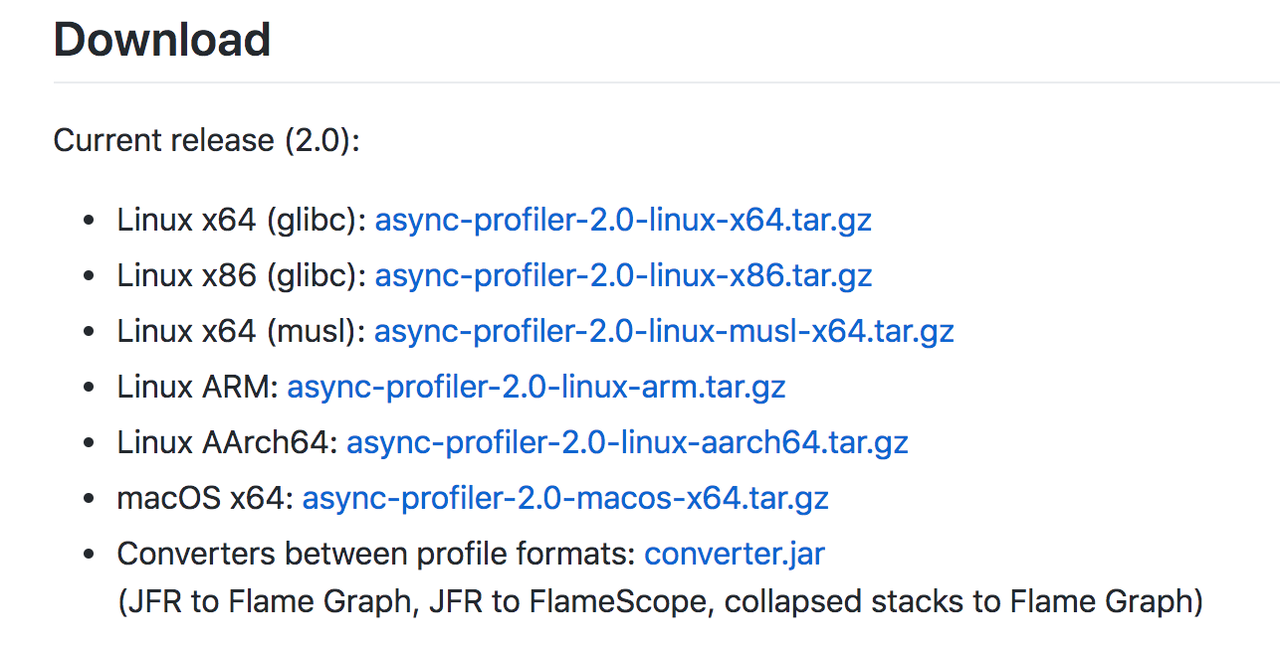 Download
Current release (2.0):
• Linux x64 (glibc): async-profiler-2.0-linux-x64.tar.gz
• Linux x86 (glibc): async-profiler-2.0-linux-x86.tar.gz
• Linux x64 (musl): async-profiler-2.0-linux-musl-x64.tar.gz
• Linux ARM: async-profiler-2.0-linux-arm.tar.gz
• Linux AArch64: async-profiler-2.0-linux-aarch64.tar.gz
• macOS x64: async-profiler-2.0-macos-x64.tar.gz
• Converters between profile formats: converter.jar
(JFR to Flame Graph, JFR to FlameScope, collapsed stacks to Flame Graph)